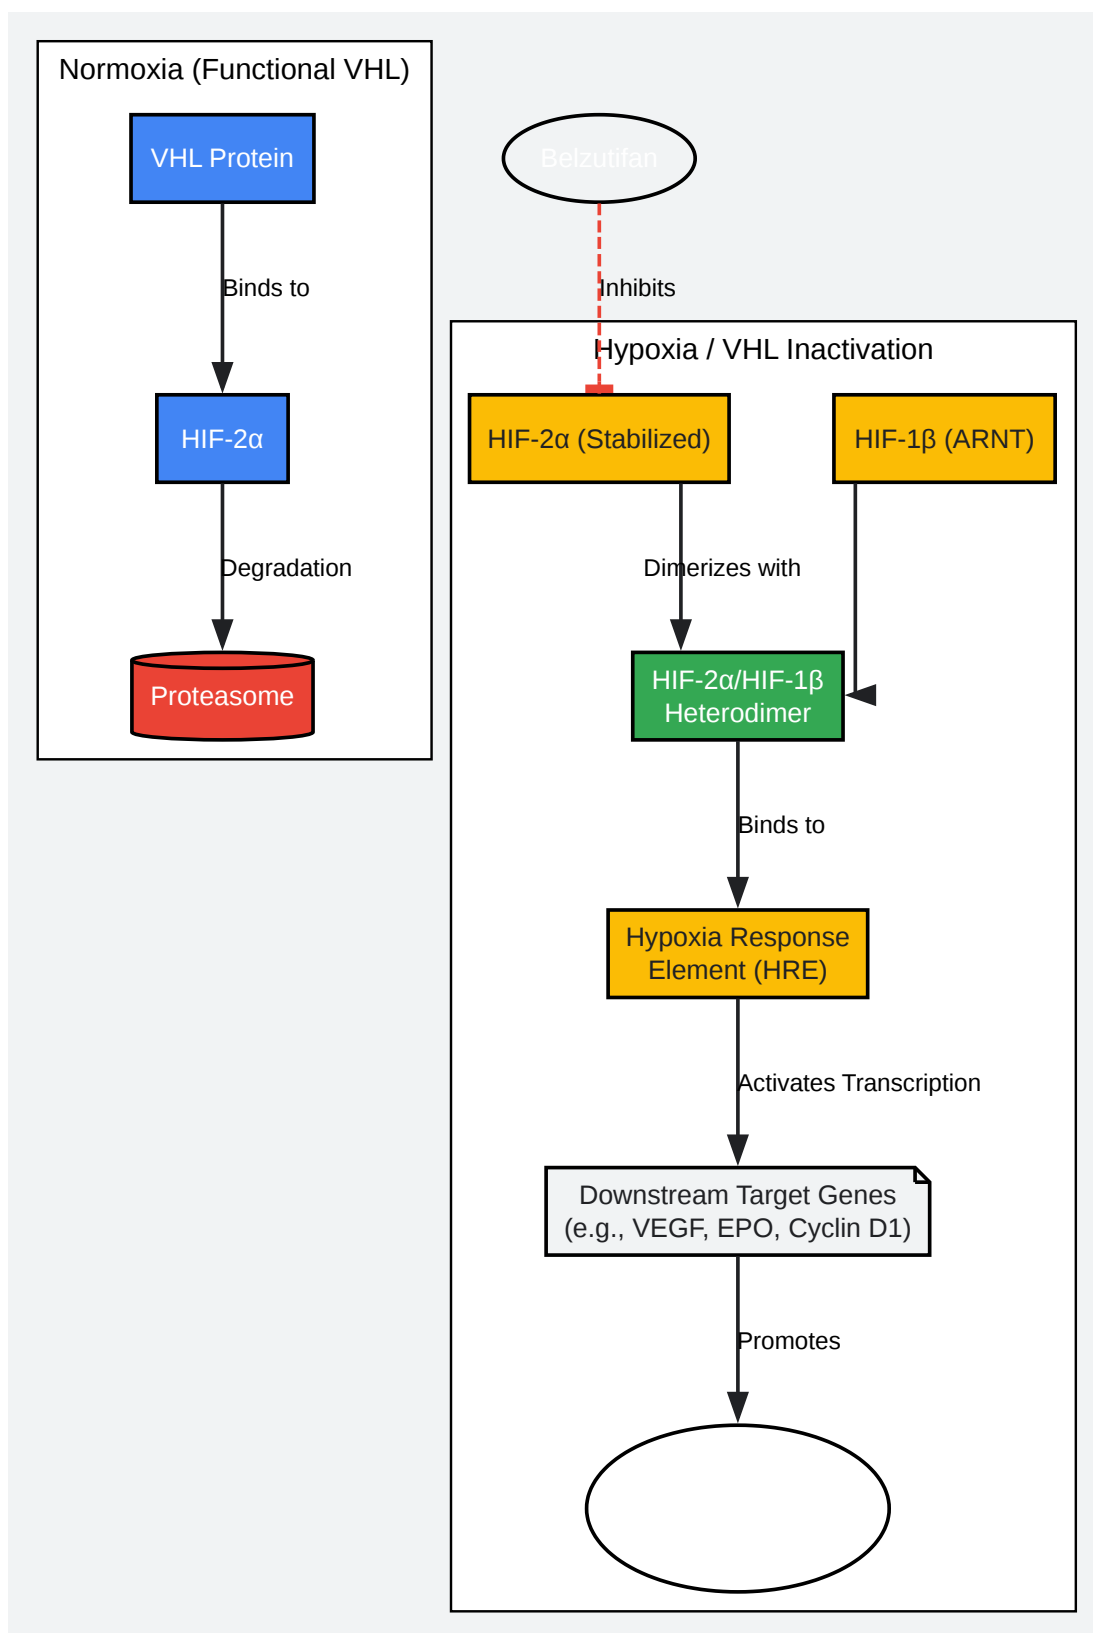 Normoxia (Functional VHL)
VHL Protein
Binds to
HIF-2α
Degradation
Proteasome
Belzutifan
Inhibits
Hypoxia / VHL Inactivation
HIF-2α (Stabilized)
HIF-1β (ARNT)
Dimerizes with
HIF-2α/HIF-1β
Heterodimer
Binds to
Hypoxia Response
Element (HRE)
Activates Transcription
Downstream Target Genes
(e.g., VEGF, EPO, Cyclin D1)
Promotes